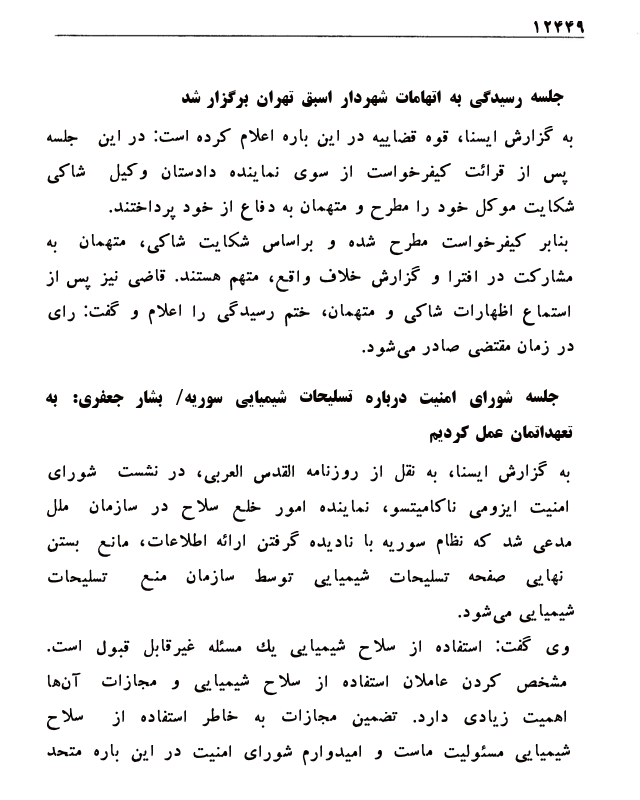 ۱۲۴۴۹
جلسه رسیدگی به اتهامات شهردار اسبق تهران برگزار شد
به گزارش ایسنا، قوه قضاییه در این باره اعلام کرده است: در این جلسه
پس از قرائت کیفرخواست از سوی نماینده دادستان وکیل شاکی
شکایت موکل خود را مطرح و متهمان به دفاع از خود پرداختند.
بنابر کیفرخواست مطرح شده و براساس شکایت شاکی، متهمان به
مشارکت در افترا و گزارش خلاف واقع، متهم هستند. قاضی نیز پس از
استماع اظهارات شاکی و متهمان، ختم رسیدگی را اعلام و گفت: رای
در زمان مقتضی صادر می‌شود.
جلسه شورای امنیت درباره تسلیحات شیمیایی سوریه/ بشار جعفری: به
تعهداتمان عمل کردیم
به گزارش ایسنا، به نقل از روزنامه القدس العربی، در نشست شورای
امنیت ایزومی ناکامیتسو، نماینده امور خلع سلاح در سازمان ملل
مدعی شد که نظام سوریه با نادیده گرفتن ارائه اطلاعات، مانع بستن
نهایی صفحه تسلیحات شیمیایی توسط سازمان منع تسلیحات
شیمیایی می‌شود.
وی گفت: استفاده از سلاح شیمیایی یك مسئله غیرقابل قبول است.
مشخص کردن عاملان استفاده از سلاح شیمیایی و مجازات آن‌ها
اهمیت زیادی دارد. تضمین مجازات به خاطر استفاده از سلاح
شیمیایی مسئولیت ماست و امیدوارم شورای امنیت در این باره متحد